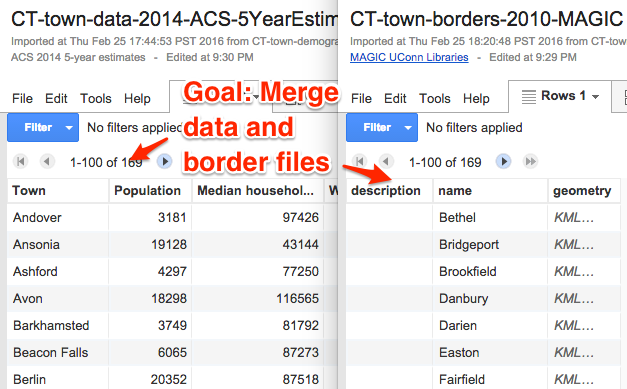 CT-town-data-2014-ACS-5YearEstim
Imported at Thu Feb 25 17:44:53 PST 2016 from CT-town-demogra
ACS 2014 5-year estimates - Edited at 9:30 PM
File Edit Tools Help
Filter No filters applied
1-100 of 169
Town Population Median househol...
Andover 3181 97426
Ansonia 19128 43144
Ashford 4297 77250
Avon 18298 116565
Barkhamsted 3749 81792
Beacon Falls 6065 87273
Berlin 20352 87518
Goal: Merge
data and
border files
CT-town-borders-2010-MAGIC
Imported at Thu Feb 25 18:20:48 PST 2016 from CT-tow
MAGIC UConn Libraries - Edited at 9:29 PM
File Edit Tools Help Rows 1
Filter No filters applied
1-100 of 169
description name geometry
Bethel KML...
Bridgeport KML...
Brookfield KML...
Danbury KML...
Darien KML...
Easton KML...
Fairfield KML...